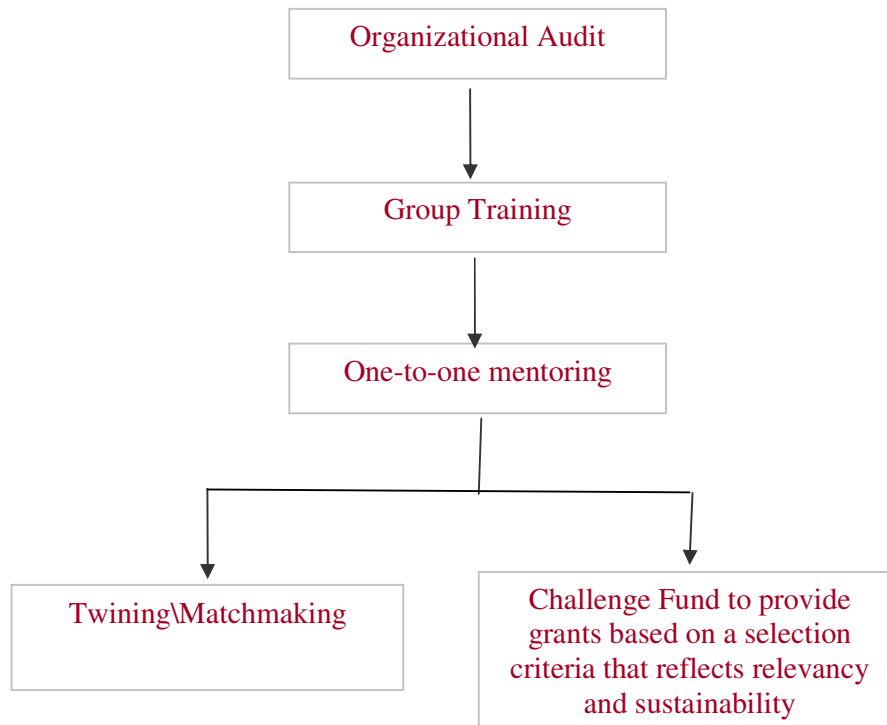 Organizational Audit
Group Training
One-to-one mentoring
Twining\Matchmaking
Challenge Fund to provide
grants based on a selection
criteria that reflects relevancy
and sustainability